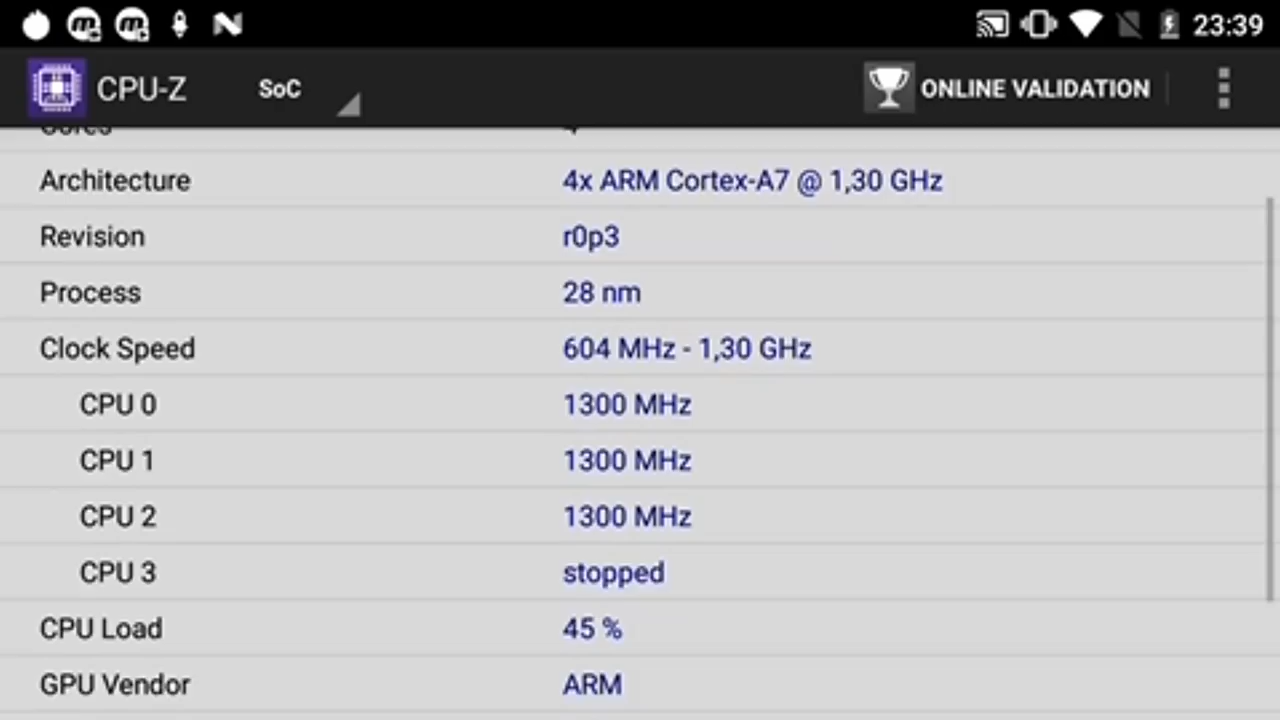 23:39
CPU-Z SoC ONLINE VALIDATION
Cores 4
Architecture 4x ARM Cortex-A7 @ 1,30 GHz
Revision r0p3
Process 28 nm
Clock Speed 604 MHz - 1,30 GHz
CPU 0 1300 MHz
CPU 1 1300 MHz
CPU 2 1300 MHz
CPU 3 stopped
CPU Load 45 %
GPU Vendor ARM